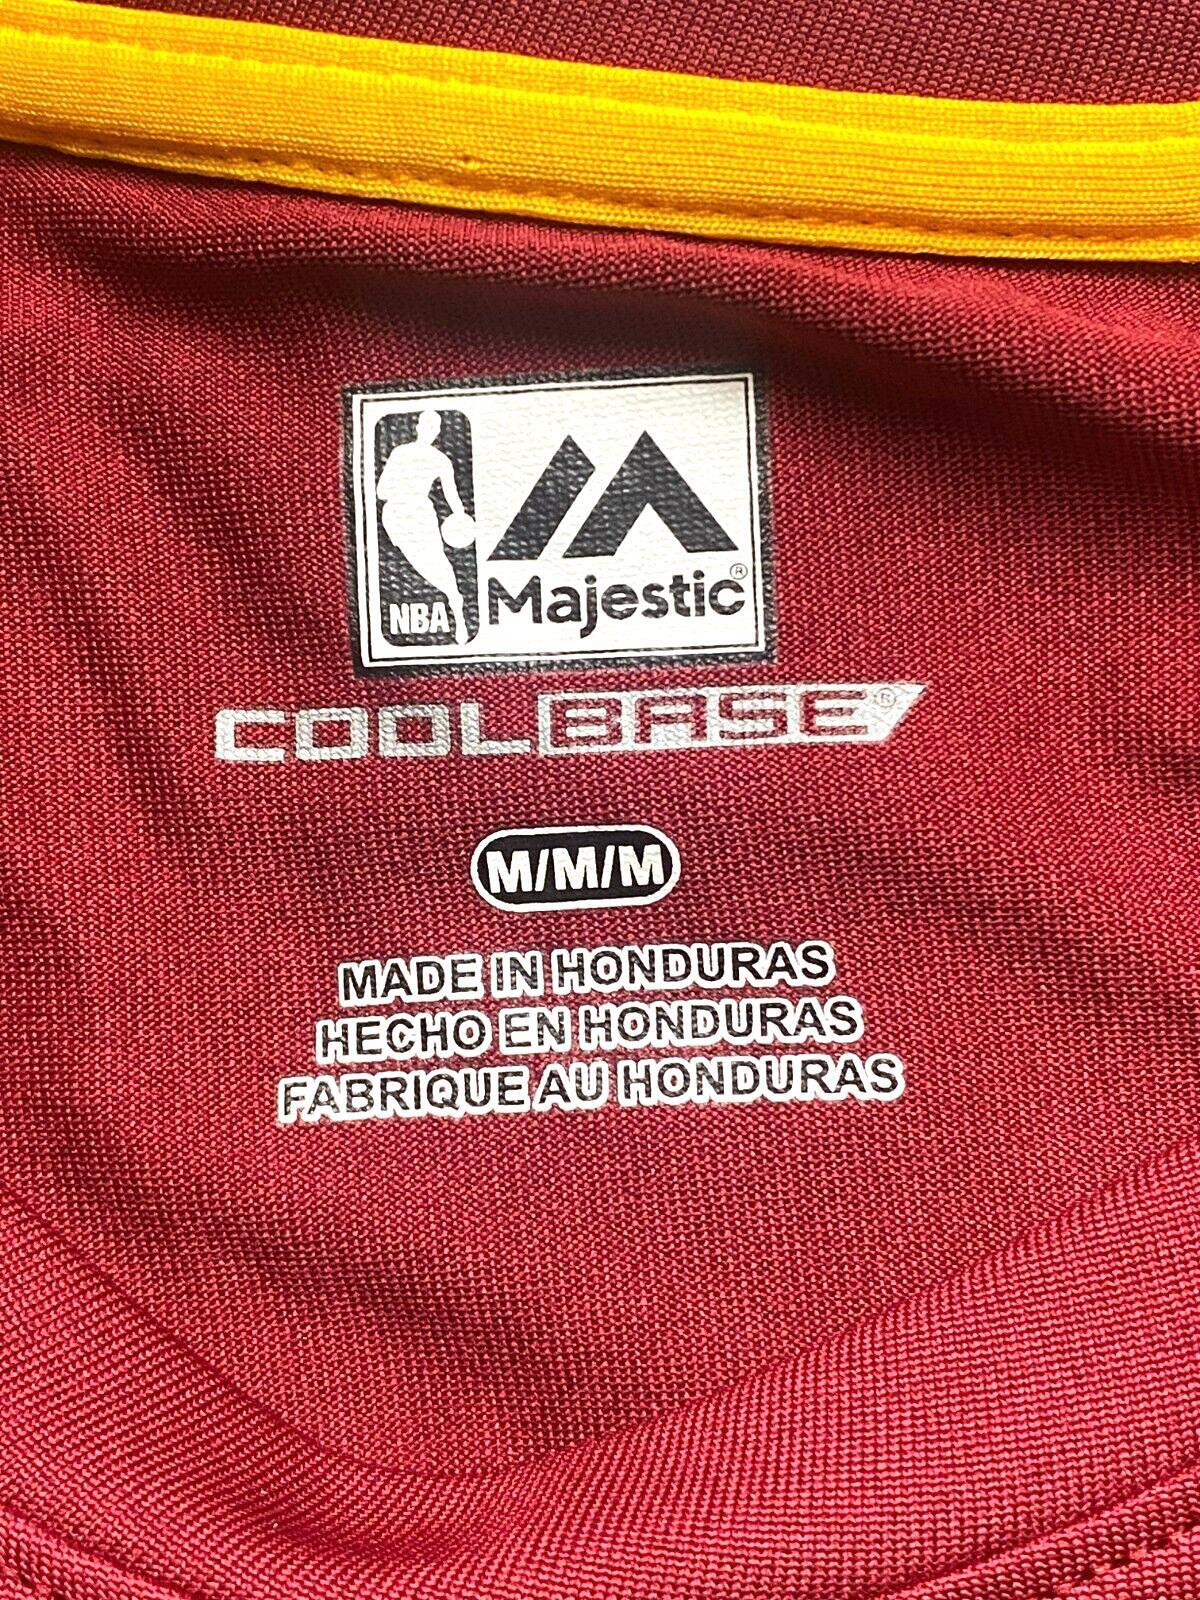 NBA
Majestic®
COOLBASE®
M/M/M
MADE IN HONDURAS
HECHO EN HONDURAS
FABRIQUE AU HONDURAS